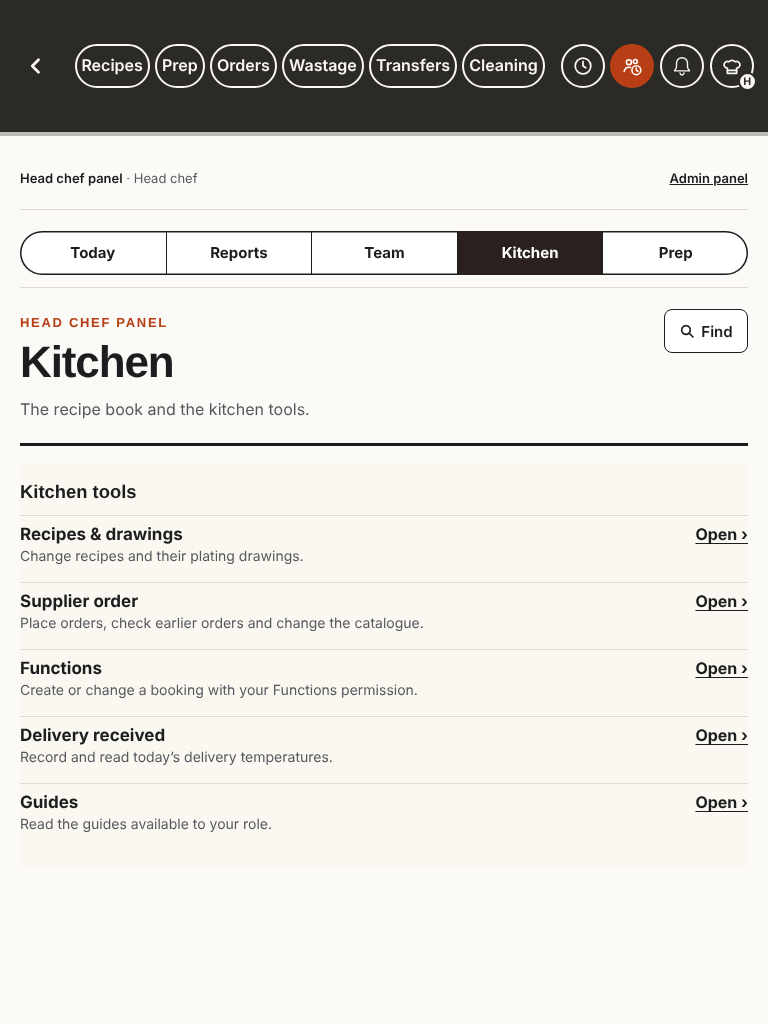 Recipes Prep Orders Wastage Transfers Cleaning
H
Head chef panel · Head chef
Admin panel
Today Reports Team Kitchen Prep
HEAD CHEF PANEL
Kitchen
Find
The recipe book and the kitchen tools.
Kitchen tools
Recipes & drawings
Open ›
Change recipes and their plating drawings.
Supplier order
Open ›
Place orders, check earlier orders and change the catalogue.
Functions
Open ›
Create or change a booking with your Functions permission.
Delivery received
Open ›
Record and read today’s delivery temperatures.
Guides
Open ›
Read the guides available to your role.